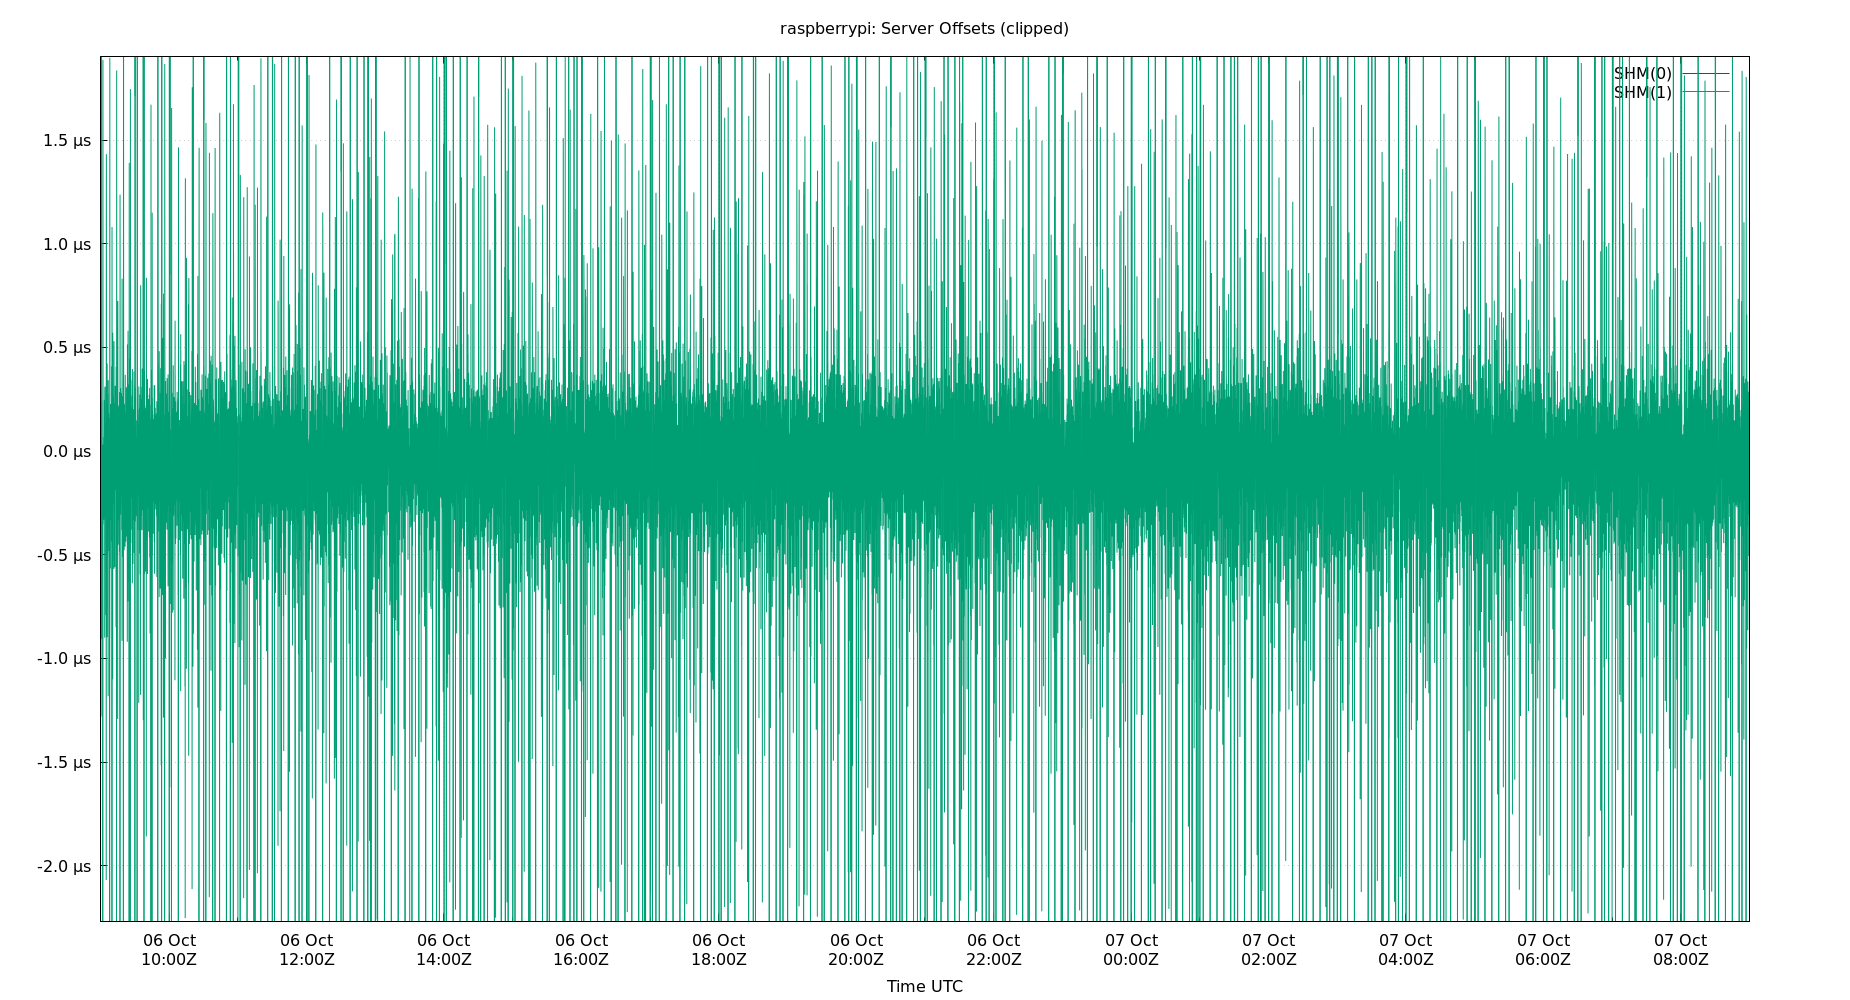 raspberrypi: Server Offsets (clipped)
SHM(0)
SHM(1)
1.5 µs
1.0 µs
0.5 µs
0.0 µs
-0.5 µs
-1.0 µs
-1.5 µs
-2.0 µs
06 Oct 06 Oct 06 Oct 06 Oct 06 Oct 06 Oct 06 Oct 07 Oct 07 Oct 07 Oct 07 Oct 07 Oct
10:00Z 12:00Z 14:00Z 16:00Z 18:00Z 20:00Z 22:00Z 00:00Z 02:00Z 04:00Z 06:00Z 08:00Z
Time UTC